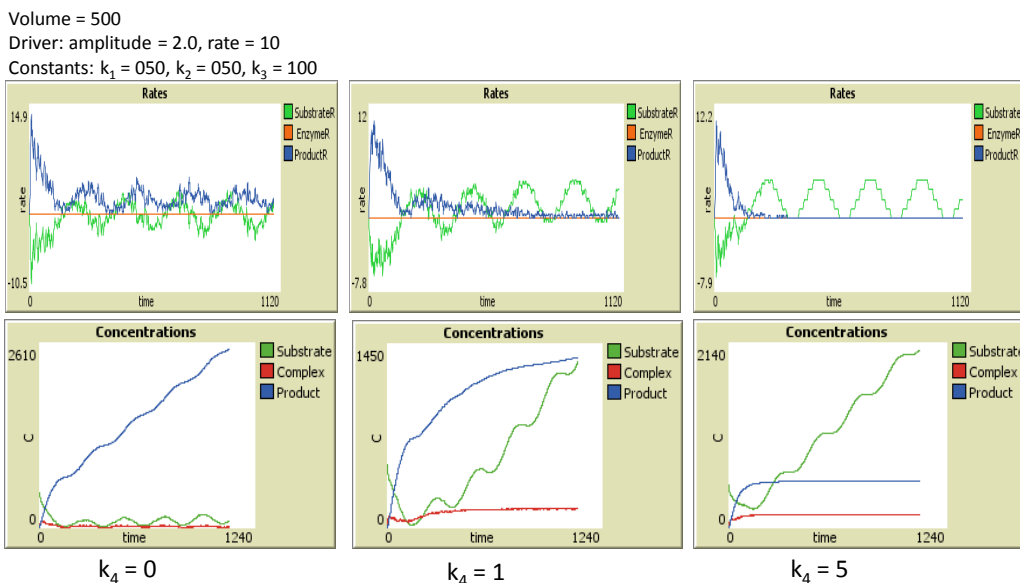 Volume = 500
Driver: amplitude = 2.0, rate = 10
Constants: k₁ = 050, k₂ = 050, k₃ = 100
Rates
14.9
rate
-10.5
0
time
1120
SubstrateR
EnzymeR
ProductR
Rates
12
rate
-7.8
0
time
1120
SubstrateR
EnzymeR
ProductR
Rates
12.2
rate
-7.9
0
time
1120
SubstrateR
EnzymeR
ProductR
Concentrations
2610
C
0
0
time
1240
Substrate
Complex
Product
Concentrations
1450
C
0
0
time
1240
Substrate
Complex
Product
Concentrations
2140
C
0
0
time
1240
Substrate
Complex
Product
k₄ = 0
k₄ = 1
k₄ = 5